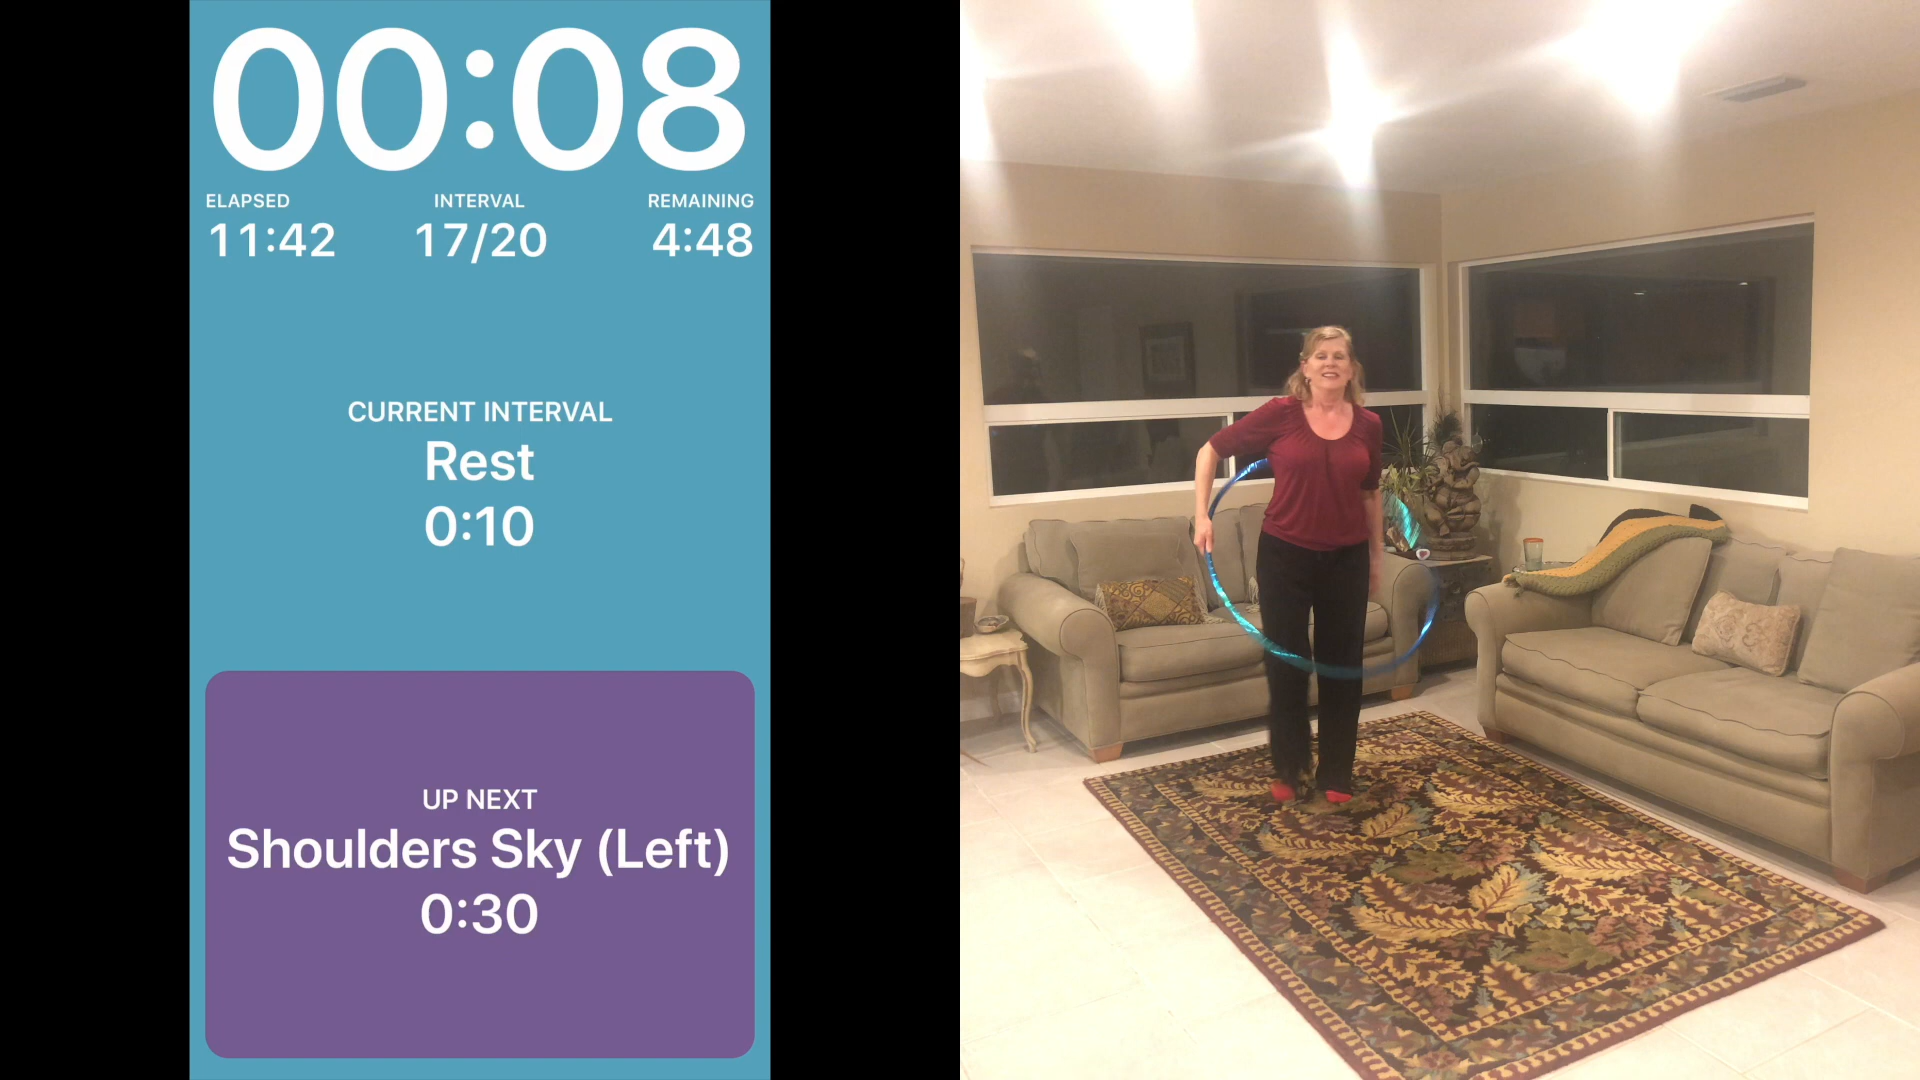 00:08
ELAPSED INTERVAL REMAINING
11:42 17/20 4:48
CURRENT INTERVAL
Rest
0:10
UP NEXT
Shoulders Sky (Left)
0:30